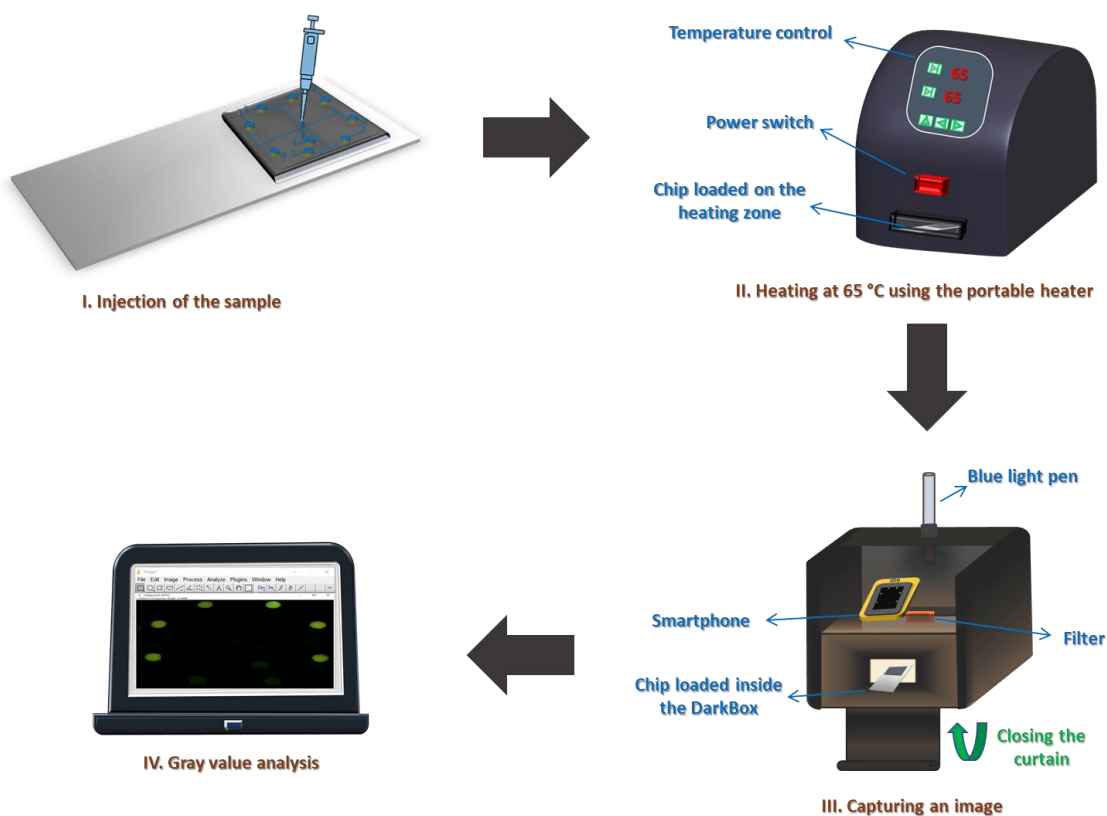 Temperature control
65
65
Power switch
Chip loaded on the
heating zone
I. Injection of the sample
II. Heating at 65 °C using the portable heater
Blue light pen
Smartphone
Filter
Chip loaded inside
the DarkBox
Closing the
curtain
III. Capturing an image
File Edit Image Process Analyze Plugins Window Help
IV. Gray value analysis